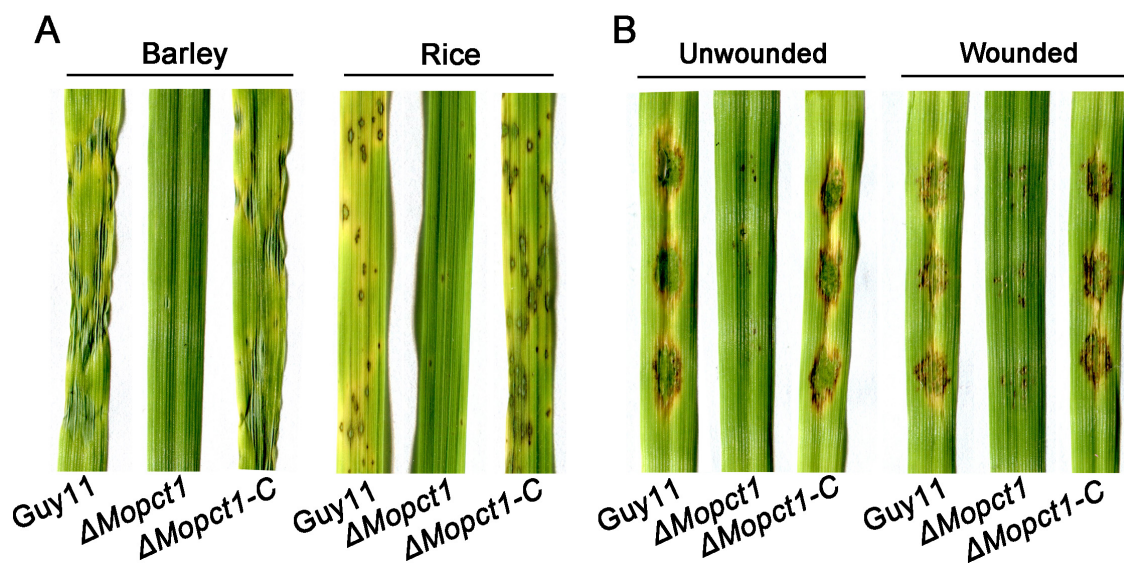 A
B
Barley
Rice
Unwounded
Wounded
Guy11
ΔMopct1
ΔMopct1-C
Guy11
ΔMopct1
ΔMopct1-C
Guy11
ΔMopct1
ΔMopct1-C
Guy11
ΔMopct1
ΔMopct1-C